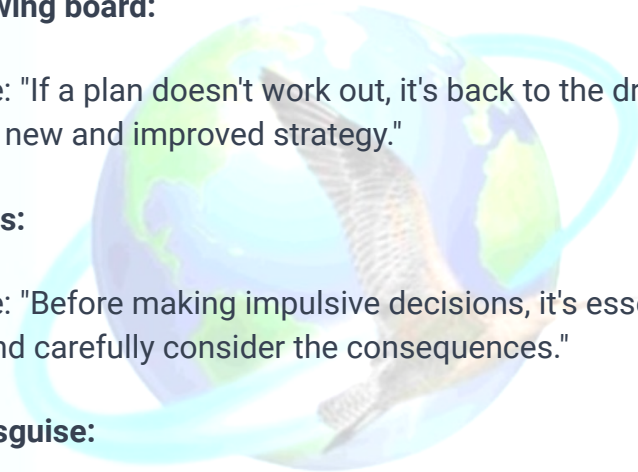 wing board:
e: "If a plan doesn't work out, it's back to the dr
new and improved strategy."
s:
e: "Before making impulsive decisions, it's esse
nd carefully consider the consequences."
sguise: